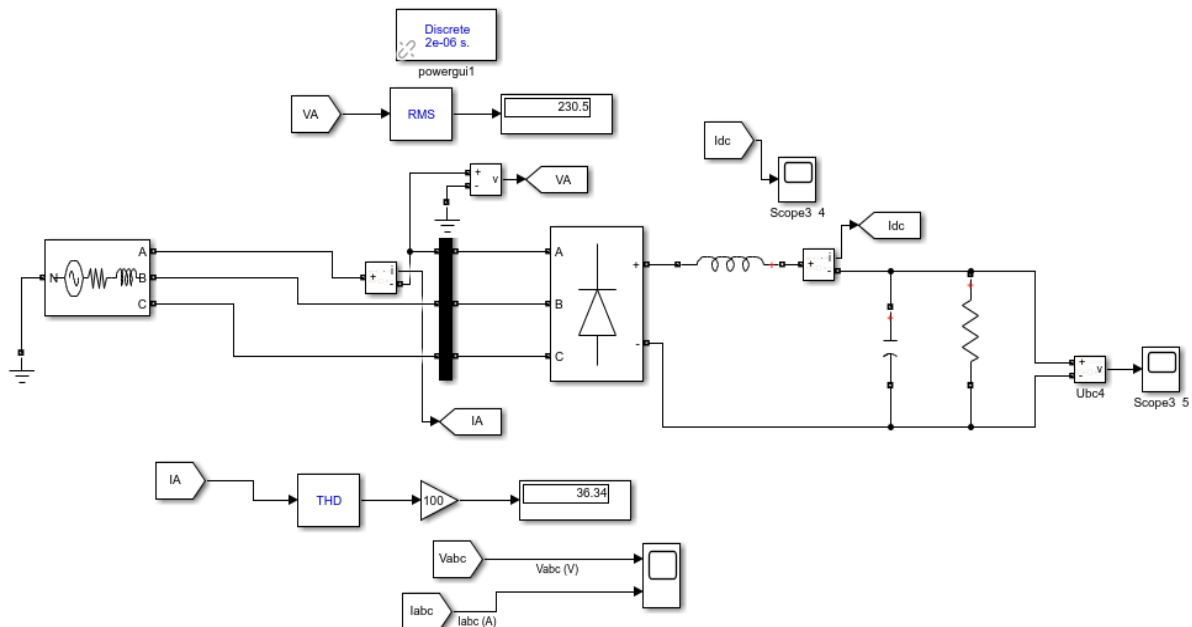 Discrete
2e-06 s.
powergui1
VA
RMS
230.5
Idc
Scope3 4
+
-
v
VA
Idc
N
A
B
C
+
i
-
A
B
C
+
-
+
i
-
+
-
v
Ubc4
Scope3 5
IA
IA
THD
100
36.34
Vabc
Vabc (V)
Iabc
Iabc (A)